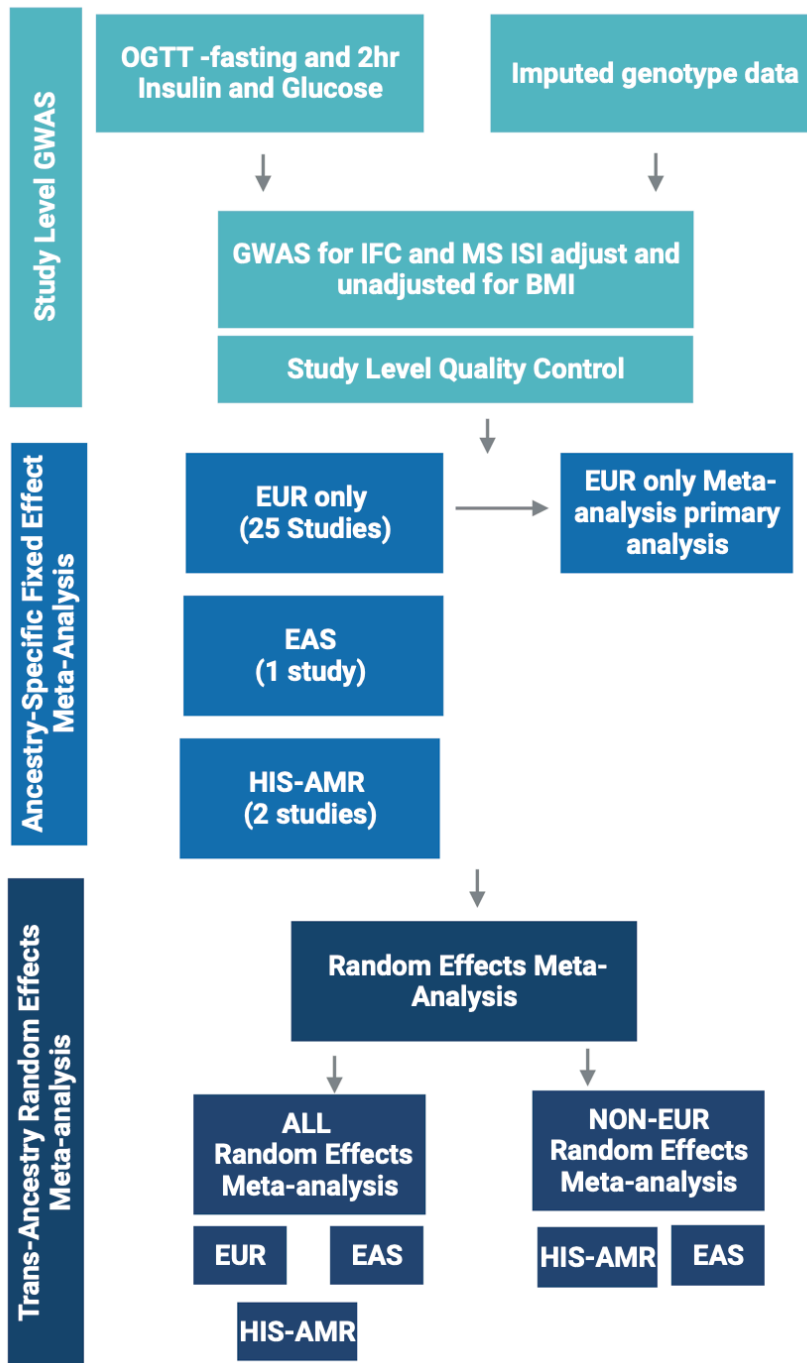 Study Level GWAS
OGTT -fasting and 2hr
Insulin and Glucose
Imputed genotype data
GWAS for IFC and MS ISI adjust and
unadjusted for BMI
Study Level Quality Control
Ancestry-Specific Fixed Effect
Meta-Analysis
EUR only
(25 Studies)
EUR only Meta-
analysis primary
analysis
EAS
(1 study)
HIS-AMR
(2 studies)
Trans-Ancestry Random Effects
Meta-analysis
Random Effects Meta-
Analysis
ALL
Random Effects
Meta-analysis
EUR
EAS
HIS-AMR
NON-EUR
Random Effects
Meta-analysis
HIS-AMR
EAS